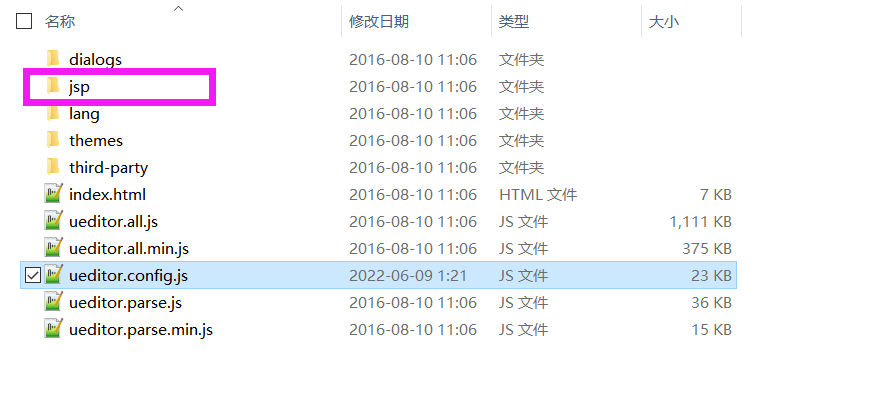 名称 修改日期 类型 大小
dialogs 2016-08-10 11:06 文件夹
jsp 2016-08-10 11:06 文件夹
lang 2016-08-10 11:06 文件夹
themes 2016-08-10 11:06 文件夹
third-party 2016-08-10 11:06 文件夹
index.html 2016-08-10 11:06 HTML 文件 7 KB
ueditor.all.js 2016-08-10 11:06 JS 文件 1,111 KB
ueditor.all.min.js 2016-08-10 11:06 JS 文件 375 KB
ueditor.config.js 2022-06-09 1:21 JS 文件 23 KB
ueditor.parse.js 2016-08-10 11:06 JS 文件 36 KB
ueditor.parse.min.js 2016-08-10 11:06 JS 文件 15 KB